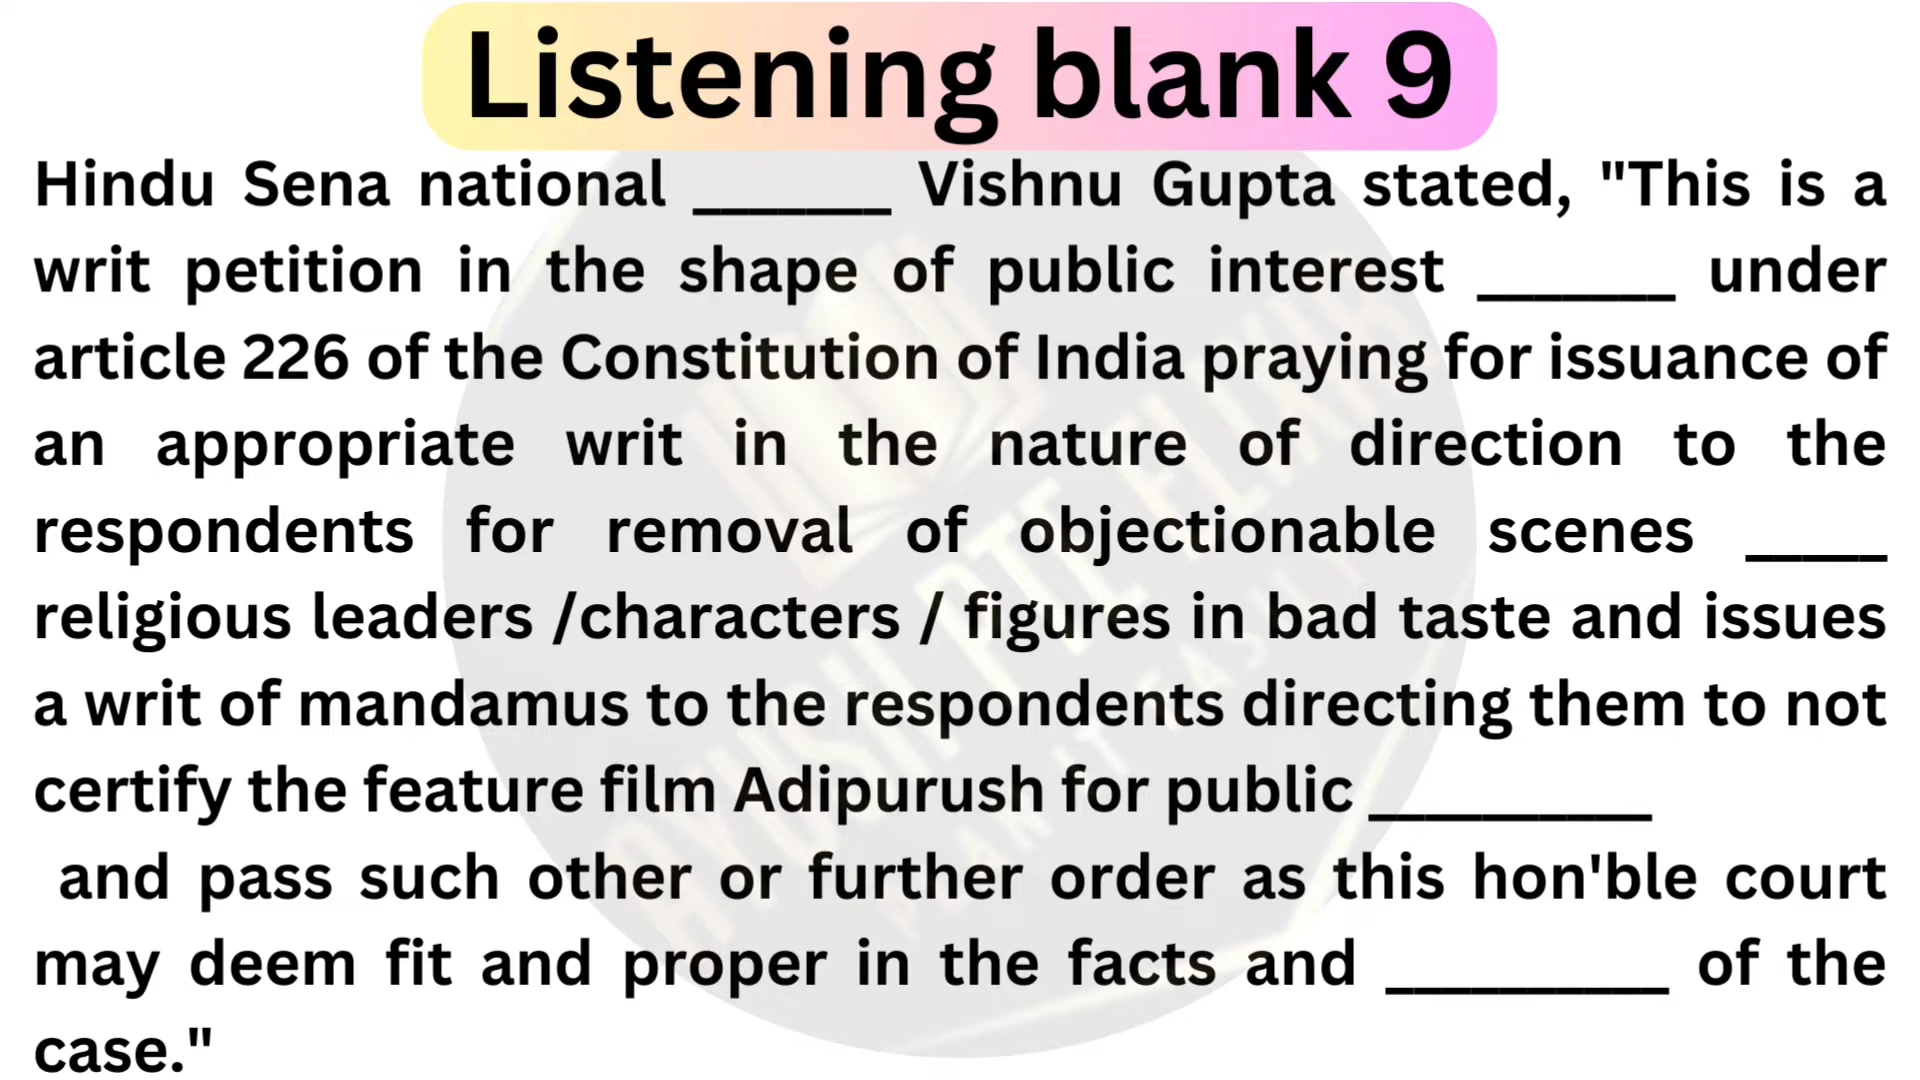 Listening blank 9
Hindu Sena national _______ Vishnu Gupta stated, "This is a
writ petition in the shape of public interest _______ under
article 226 of the Constitution of India praying for issuance of
an appropriate writ in the nature of direction to the
respondents for removal of objectionable scenes _____
religious leaders /characters / figures in bad taste and issues
a writ of mandamus to the respondents directing them to not
certify the feature film Adipurush for public __________
and pass such other or further order as this hon'ble court
may deem fit and proper in the facts and __________ of the
case."